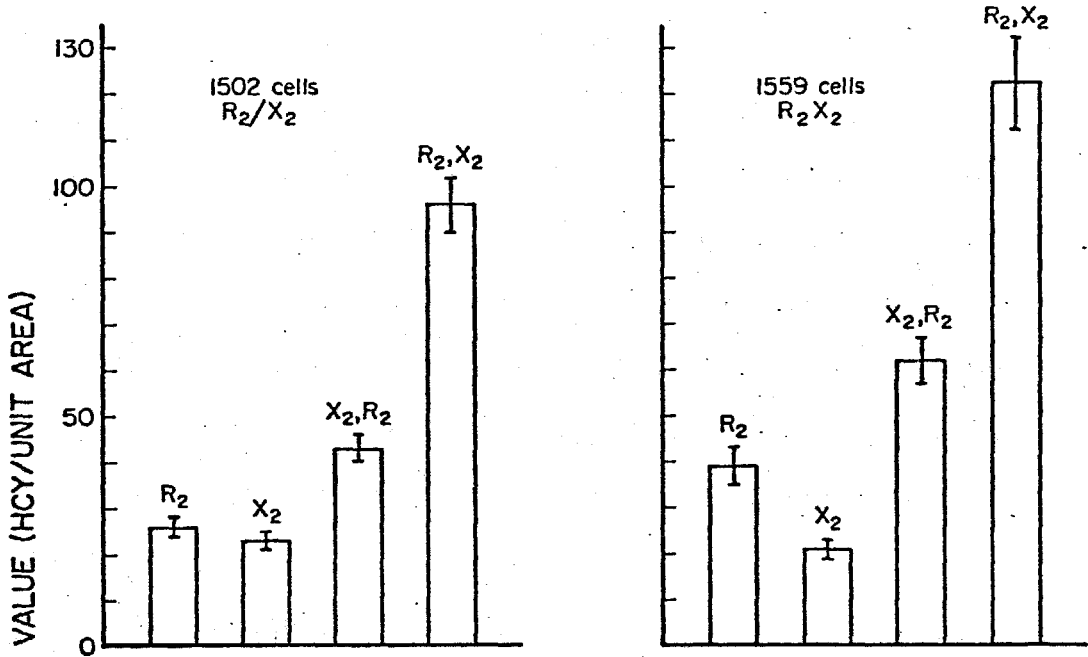 VALUE (HCY/UNIT AREA)
130
100
50
0
1502 cells
R₂/X₂
R₂
X₂
X₂,R₂
R₂,X₂
1559 cells
R₂X₂
R₂
X₂
X₂,R₂
R₂,X₂